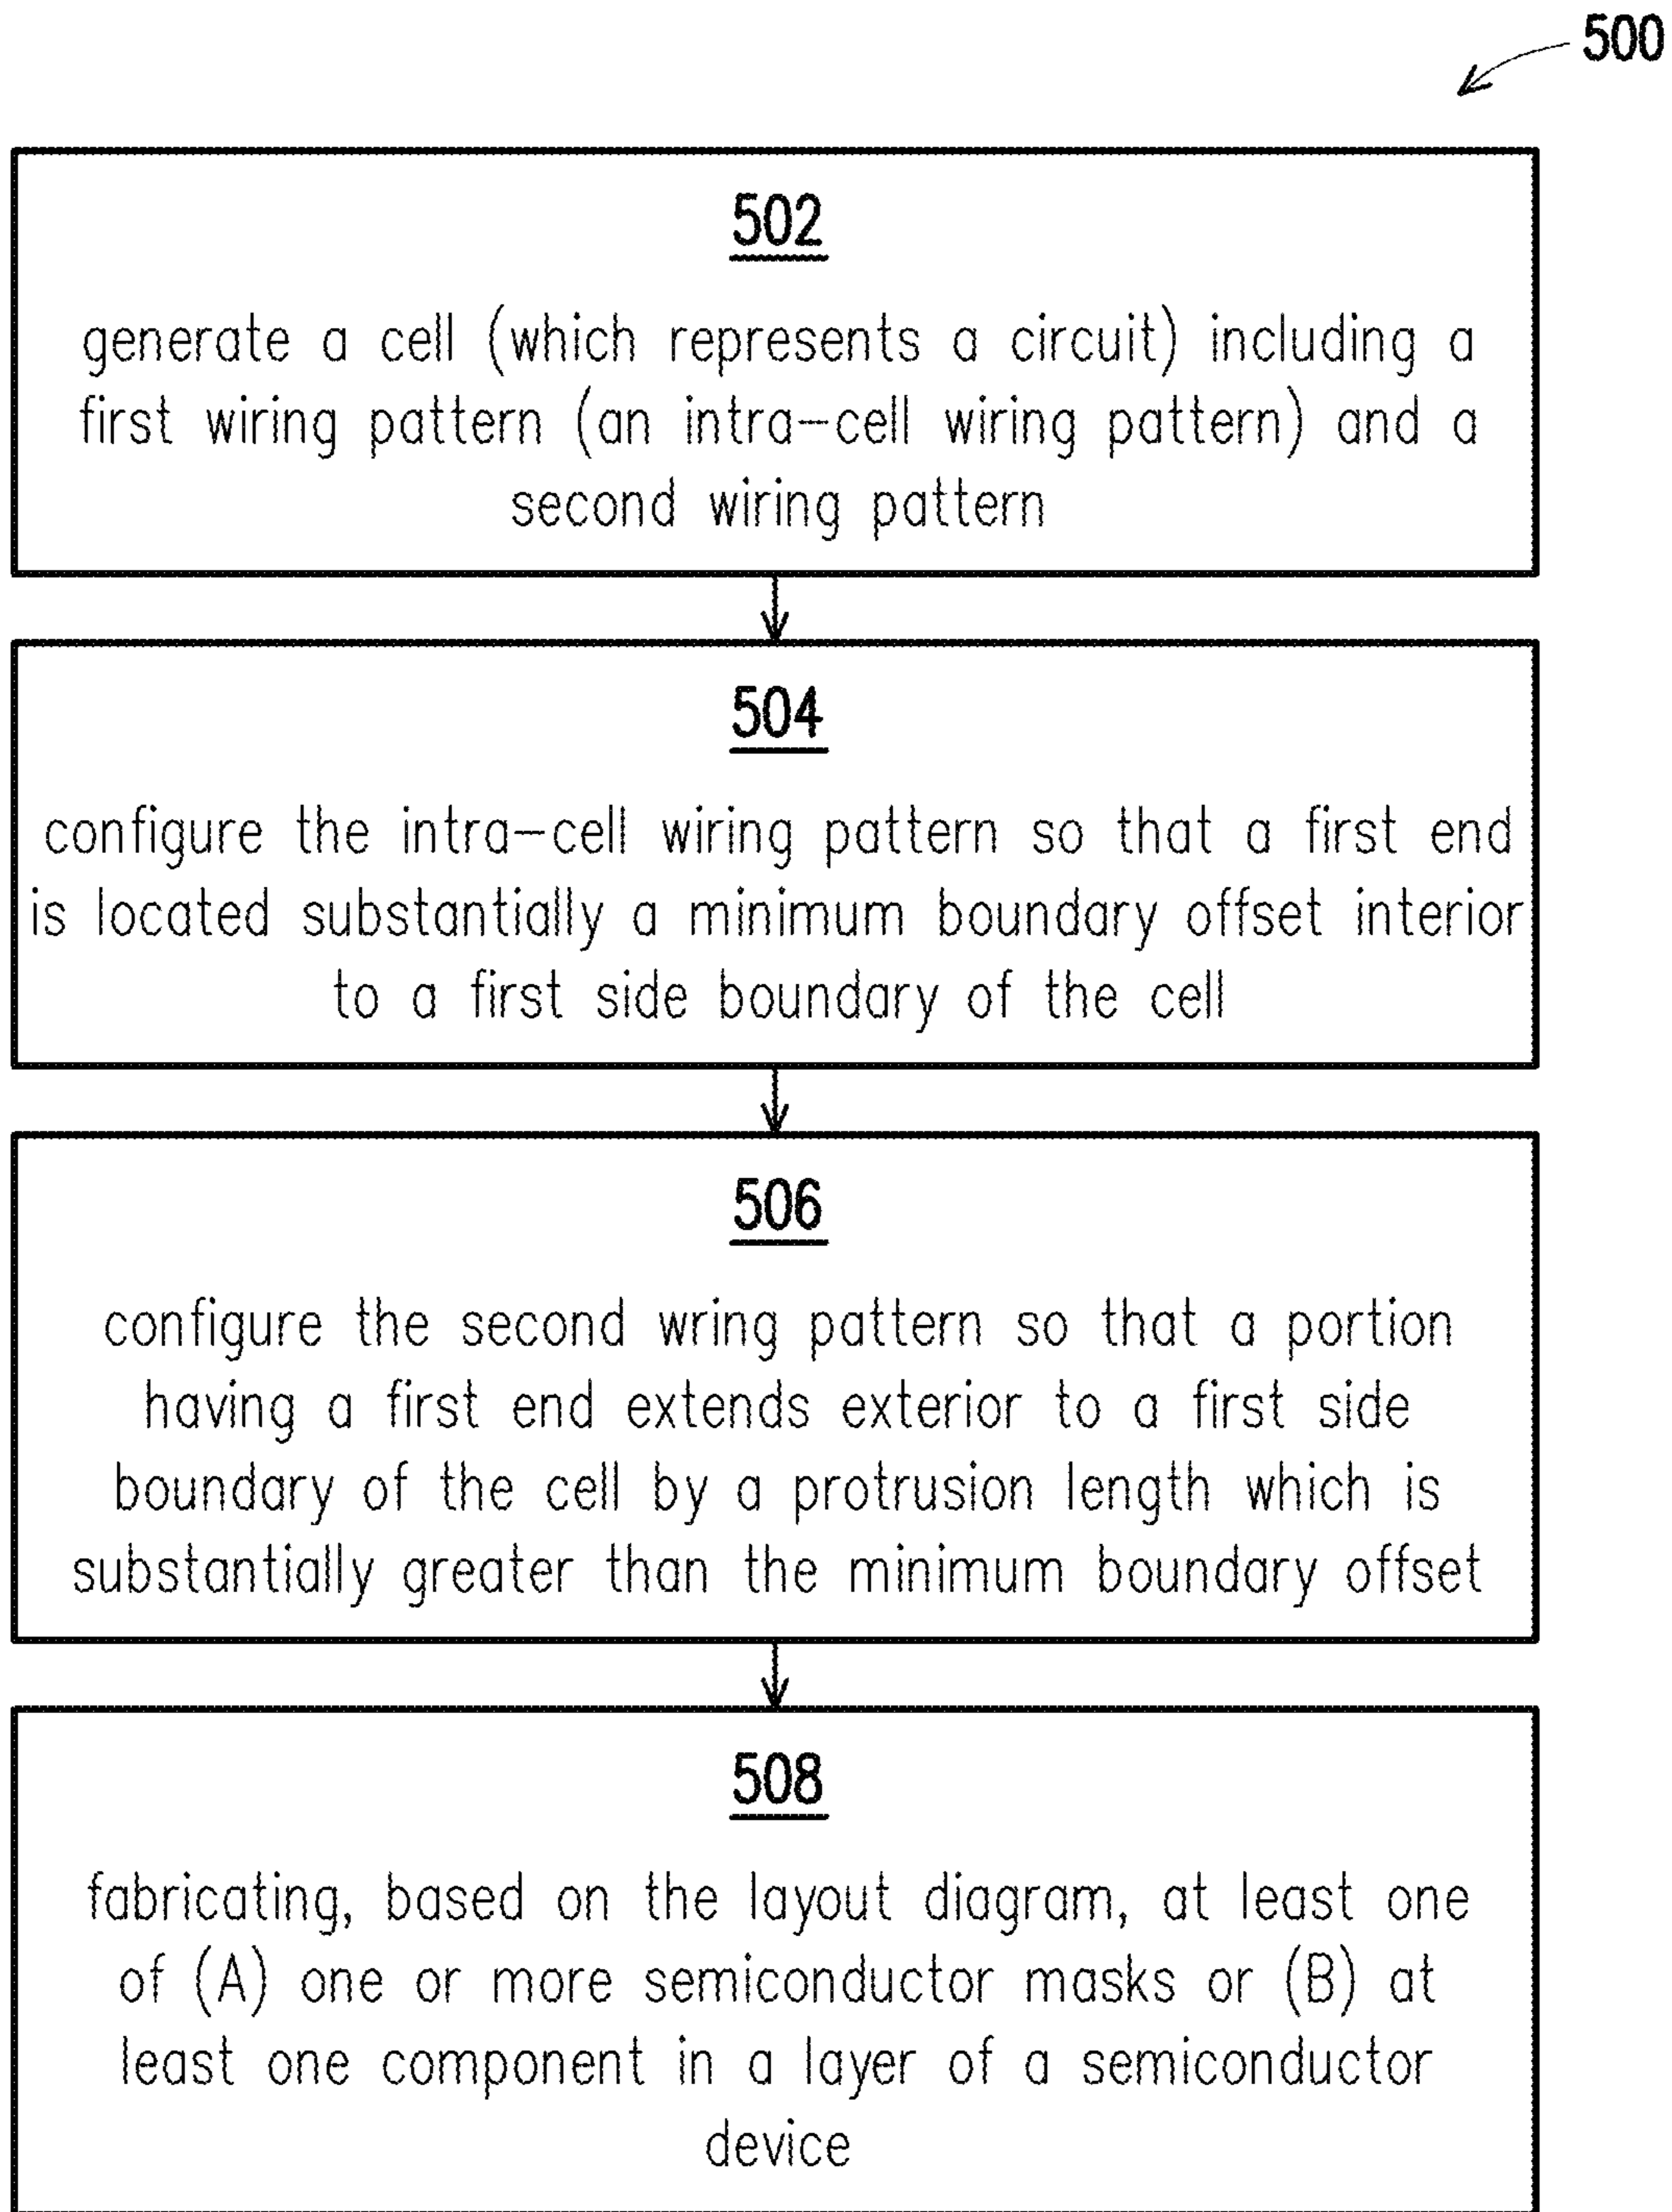 500
502
generate a cell (which represents a circuit) including a
first wiring pattern (an intra-cell wiring pattern) and a
second wiring pattern
504
configure the intra-cell wiring pattern so that a first end
is located substantially a minimum boundary offset interior
to a first side boundary of the cell
506
configure the second wring pattern so that a portion
having a first end extends exterior to a first side
boundary of the cell by a protrusion length which is
substantially greater than the minimum boundary offset
508
fabricating, based on the layout diagram, at least one
of (A) one or more semiconductor masks or (B) at
least one component in a layer of a semiconductor
device